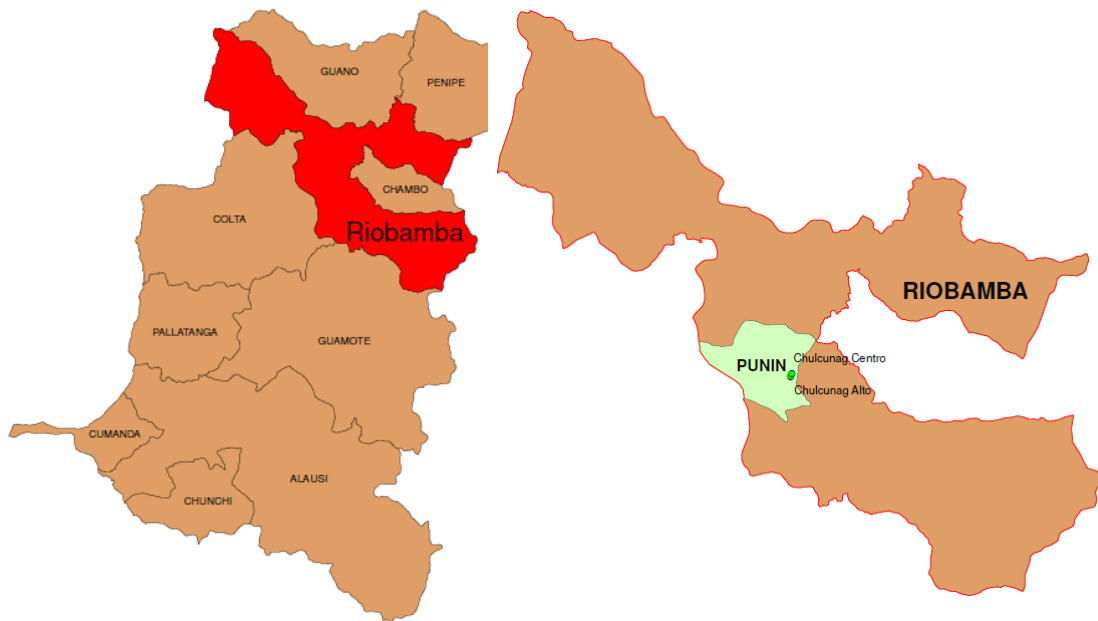 GUANO
PENIPE
CHAMBO
COLTA
Riobamba
PALLATANGA
GUAMOTE
CUMANDA
ALAUSI
CHUNCHI
RIOBAMBA
Chulcunag Centro
PUNIN
Chulcunag Alto